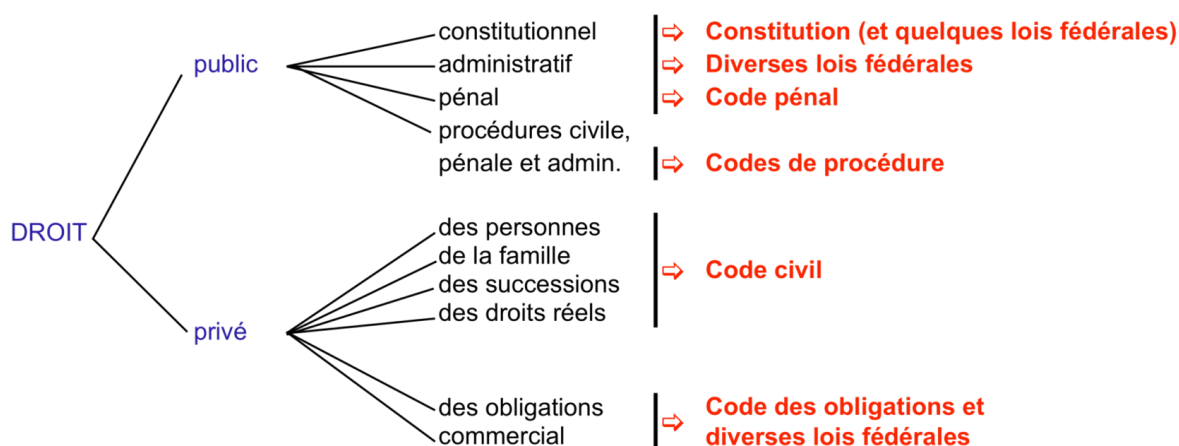 constitutionnel ⇨ Constitution (et quelques lois fédérales)
public administratif ⇨ Diverses lois fédérales
pénal ⇨ Code pénal
procédures civile,
pénale et admin. ⇨ Codes de procédure
DROIT
des personnes
de la famille
des successions ⇨ Code civil
des droits réels
privé
des obligations ⇨ Code des obligations et
commercial diverses lois fédérales